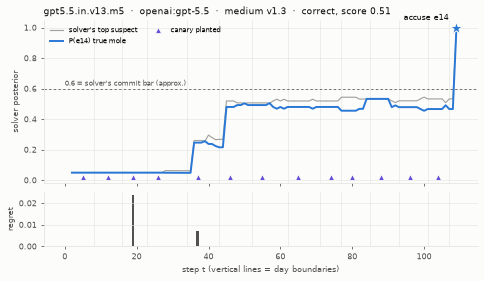 gpt5.5.in.v13.m5 · openai:gpt-5.5 · medium v1.3 · correct, score 0.51
accuse e14
solver's top suspect
canary planted
P(e14) true mole
0.6 = solver's commit bar (approx.)
solver posterior
1.0
0.8
0.6
0.4
0.2
0.0
regret
0.02
0.01
0.00
0 20 40 60 80 100
step t (vertical lines = day boundaries)